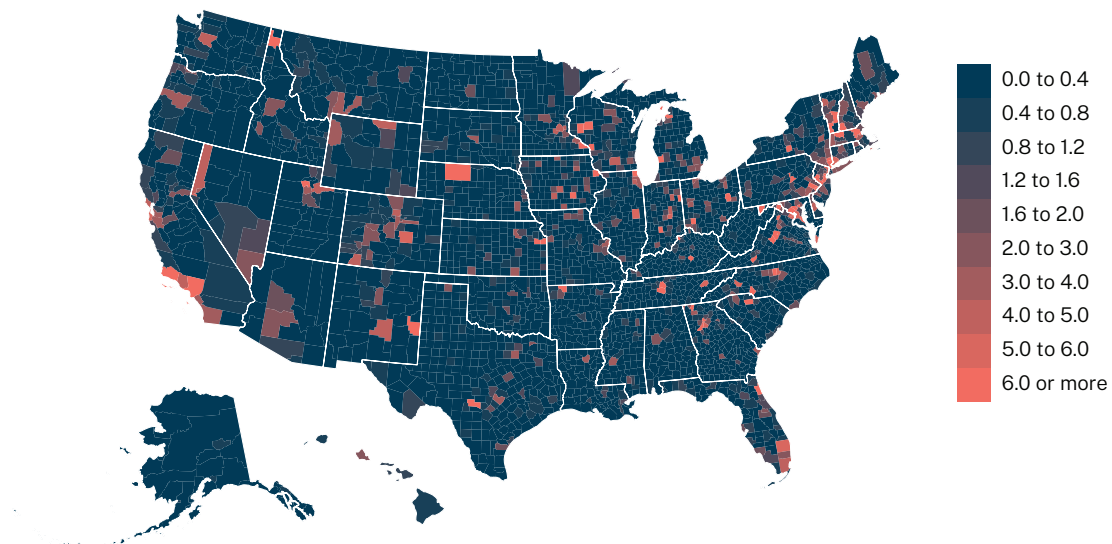 0.0 to 0.4
0.4 to 0.8
0.8 to 1.2
1.2 to 1.6
1.6 to 2.0
2.0 to 3.0
3.0 to 4.0
4.0 to 5.0
5.0 to 6.0
6.0 or more